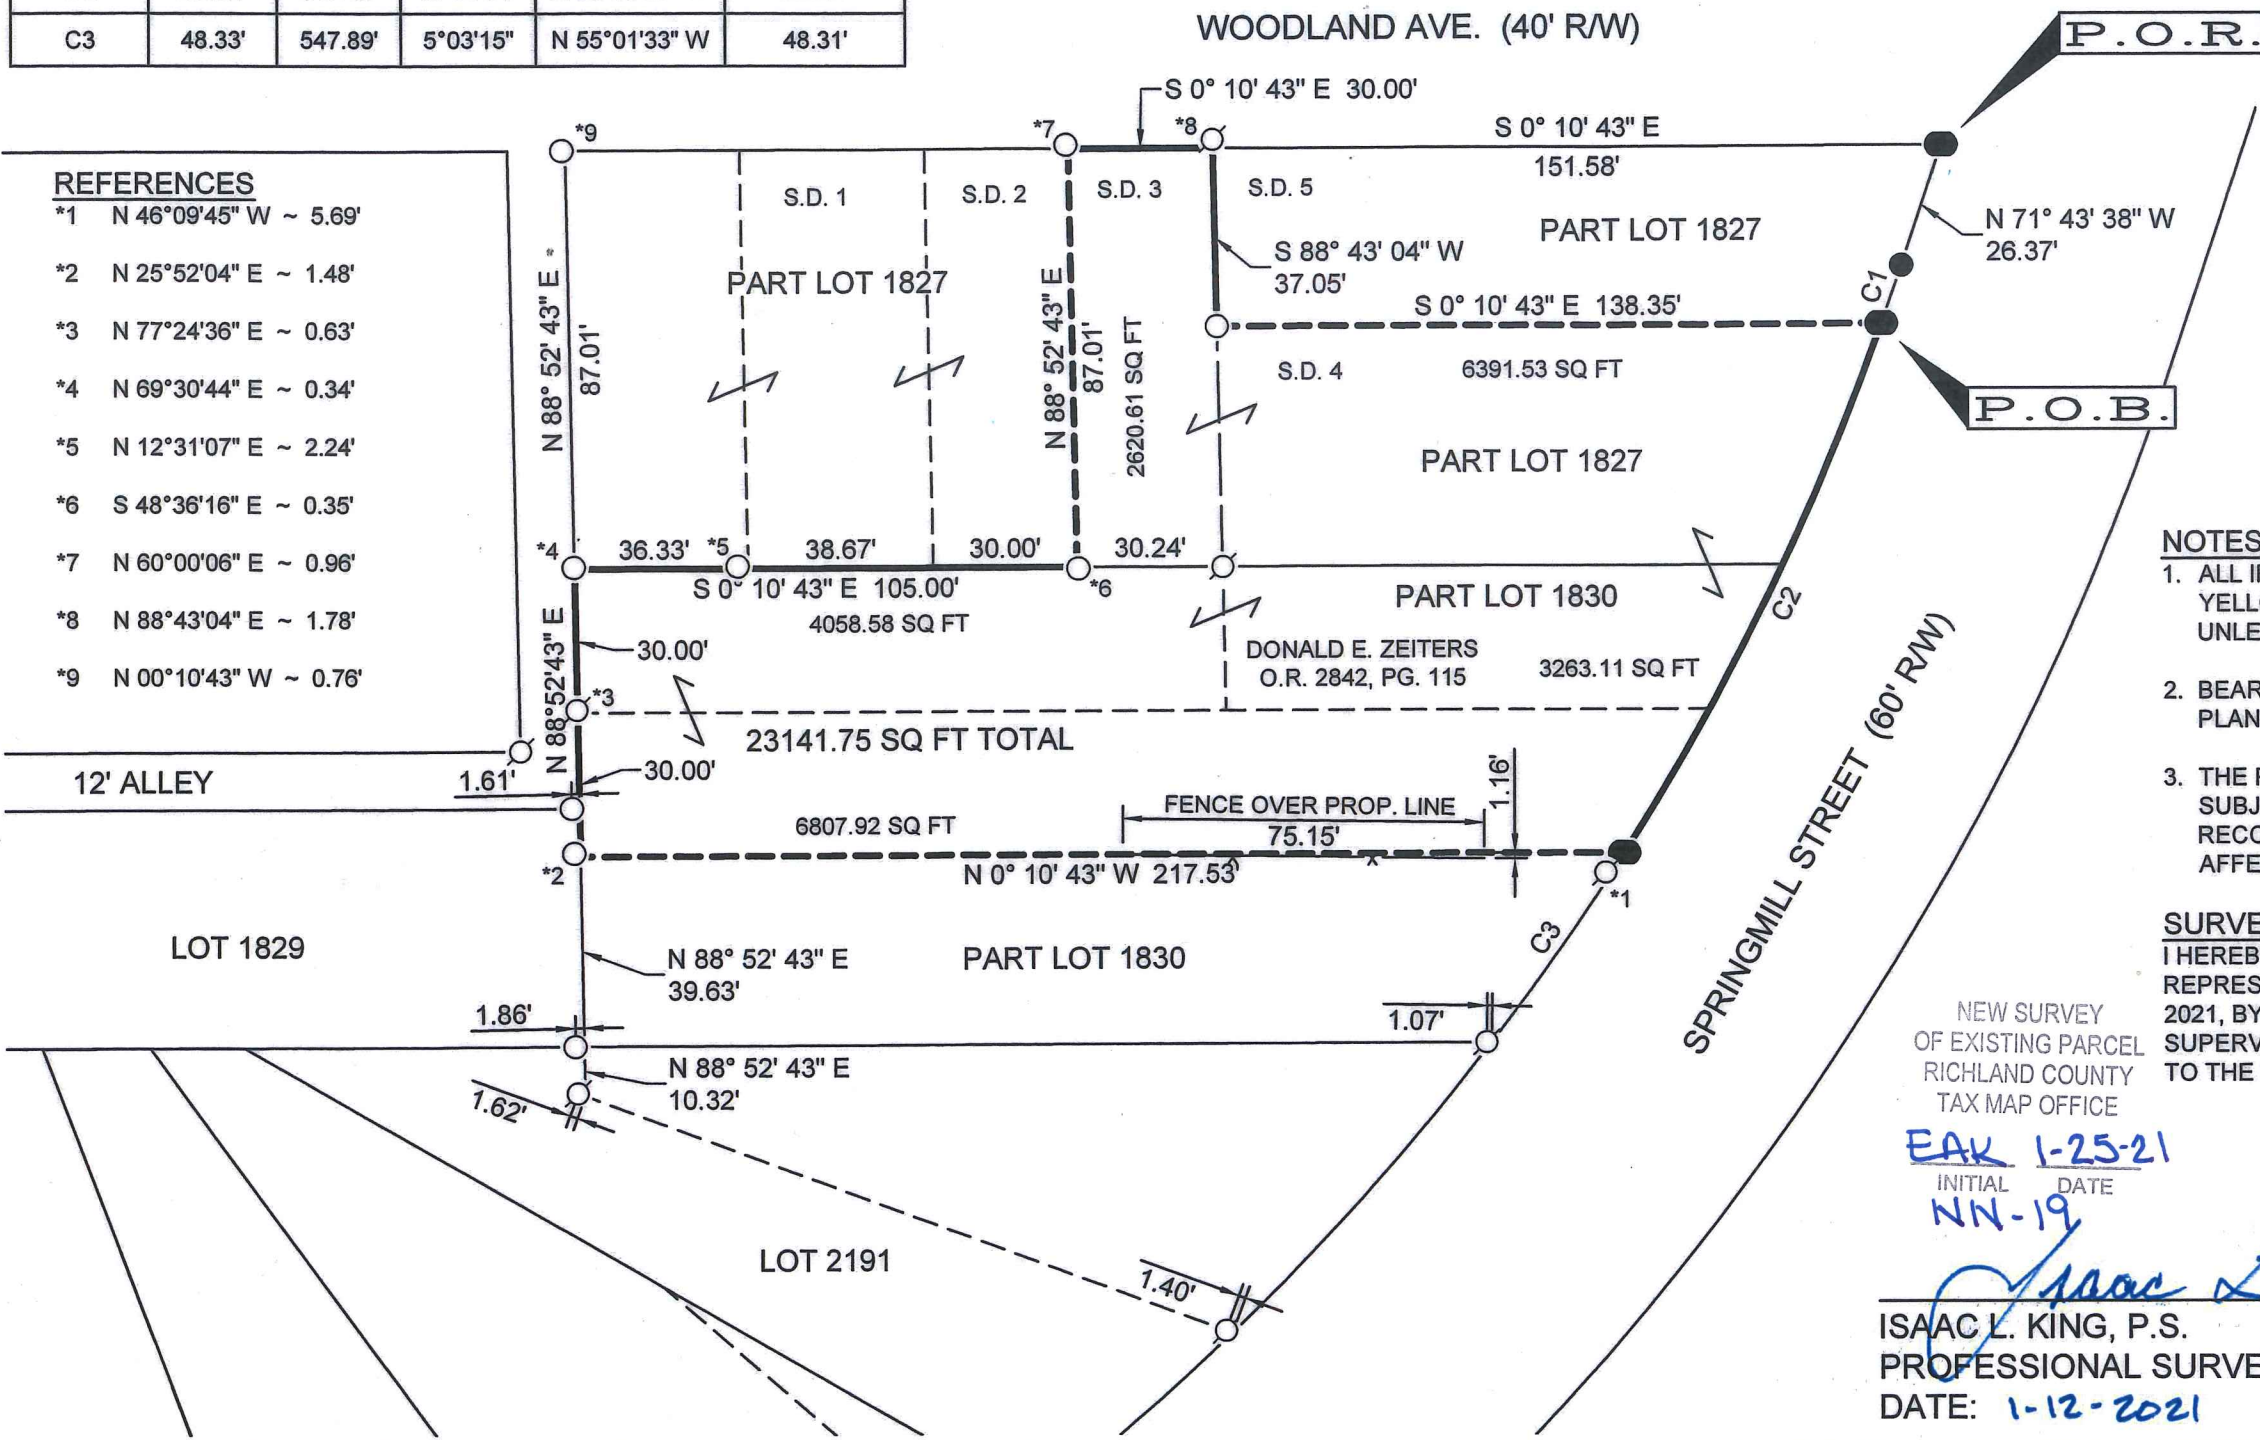 C3 48.33' 547.89' 5°03'15" N 55°01'33" W 48.31'
WOODLAND AVE. (40' R/W)
P.O.R.
S 0° 10' 43" E 30.00'
*9
*7
*8
S 0° 10' 43" E
151.58'
REFERENCES
*1 N 46°09'45" W ~ 5.69'
*2 N 25°52'04" E ~ 1.48'
*3 N 77°24'36" E ~ 0.63'
*4 N 69°30'44" E ~ 0.34'
*5 N 12°31'07" E ~ 2.24'
*6 S 48°36'16" E ~ 0.35'
*7 N 60°00'06" E ~ 0.96'
*8 N 88°43'04" E ~ 1.78'
*9 N 00°10'43" W ~ 0.76'
S.D. 1
S.D. 2
S.D. 3
S.D. 5
PART LOT 1827
N 71° 43' 38" W
26.37'
S 88° 43' 04" W
37.05'
C1
PART LOT 1827
N 88° 52' 43" E
87.01'
N 88° 52' 43" E
87.01'
2620.61 SQ FT
S 0° 10' 43" E 138.35'
S.D. 4
6391.53 SQ FT
P.O.B.
PART LOT 1827
*4
36.33'
*5
38.67'
30.00'
30.24'
S 0° 10' 43" E 105.00'
*6
4058.58 SQ FT
PART LOT 1830
C2
N 88°52'43" E
30.00'
DONALD E. ZEITERS
O.R. 2842, PG. 115
3263.11 SQ FT
*3
23141.75 SQ FT TOTAL
12' ALLEY
1.61'
30.00'
FENCE OVER PROP. LINE
75.15'
1.16'
6807.92 SQ FT
*2
N 0° 10' 43" W 217.53'
*1
C3
SPRINGMILL STREET (60' R/W)
LOT 1829
N 88° 52' 43" E
39.63'
PART LOT 1830
1.86'
1.07'
N 88° 52' 43" E
10.32'
1.62'
LOT 2191
1.40'
NOTES
1. ALL
YELL
UNLE
2. BEAR
PLAN
3. THE
SUBJ
RECO
AFFE
SURVE
I HEREB
REPRES
2021, BY
SUPERV
TO THE
NEW SURVEY
OF EXISTING PARCEL
RICHLAND COUNTY
TAX MAP OFFICE
EAK 1-25-21
INITIAL DATE
NN-19
Isaac
ISAAC L. KING, P.S.
PROFESSIONAL SURVE
DATE: 1-12-2021